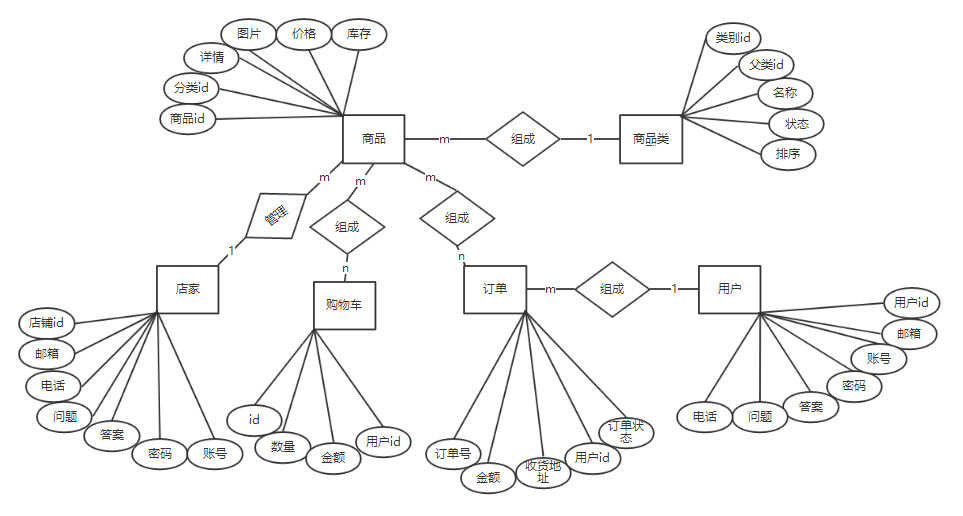 图片
价格
库存
详情
分类id
商品id
类别id
父类id
名称
状态
排序
商品
m
组成
1
商品类
m
m
m
管理
组成
组成
1
n
n
店家
购物车
订单
m
组成
1
用户
店铺id
邮箱
电话
问题
答案
密码
账号
id
数量
金额
用户id
订单号
金额
收货地
址
用户id
订单状
态
用户id
邮箱
账号
密码
答案
问题
电话